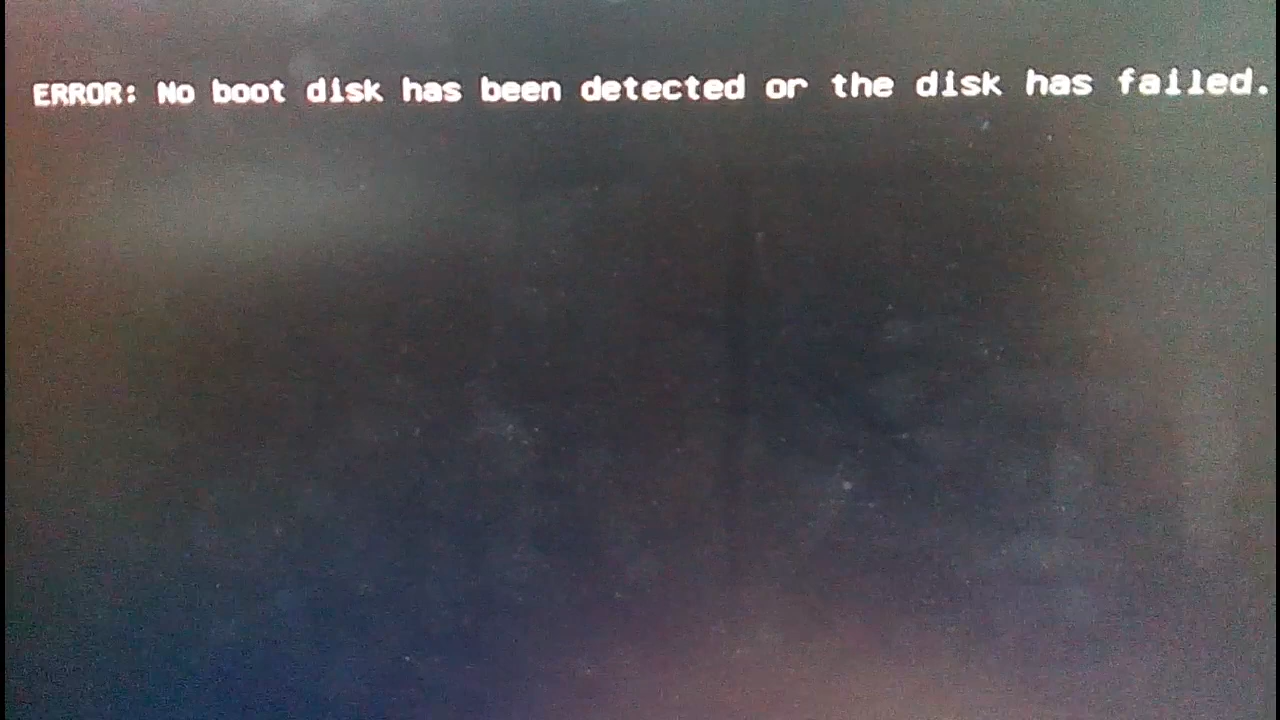 ERROR: No boot disk has been detected or the disk has failed.